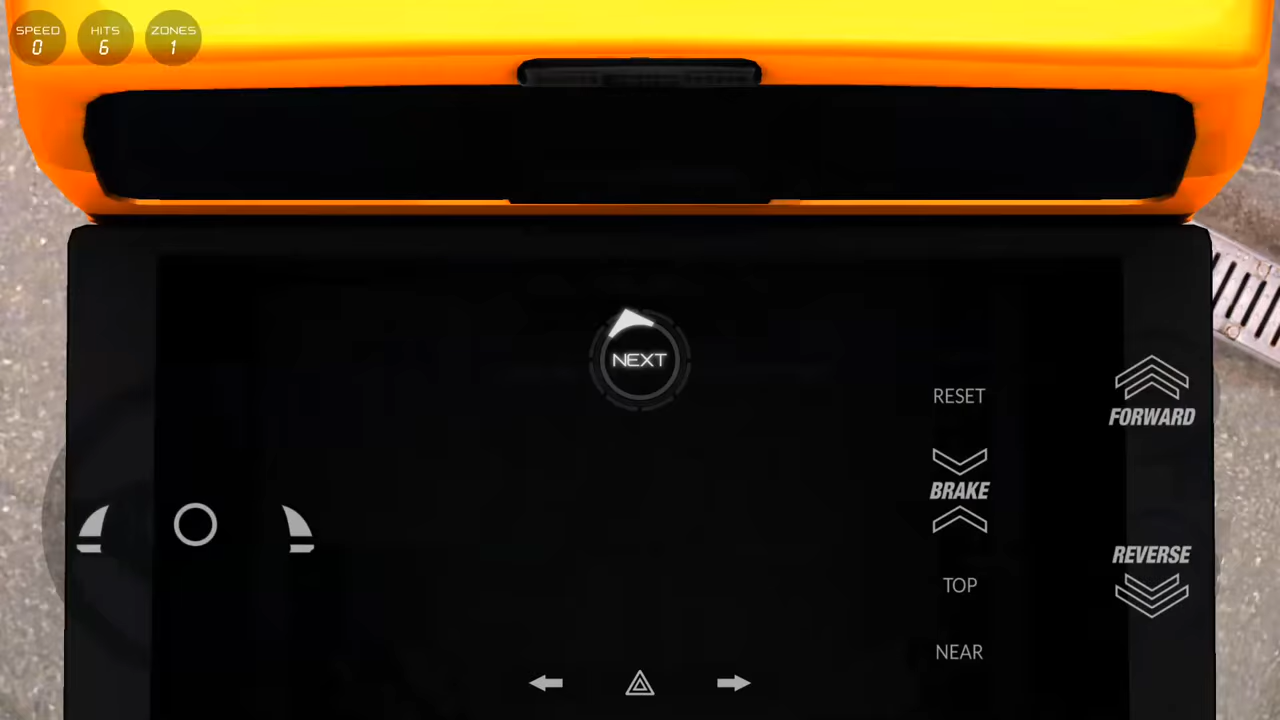 SPEED HITS ZONES
0 6 1
NEXT
RESET
FORWARD
BRAKE
REVERSE
TOP
NEAR